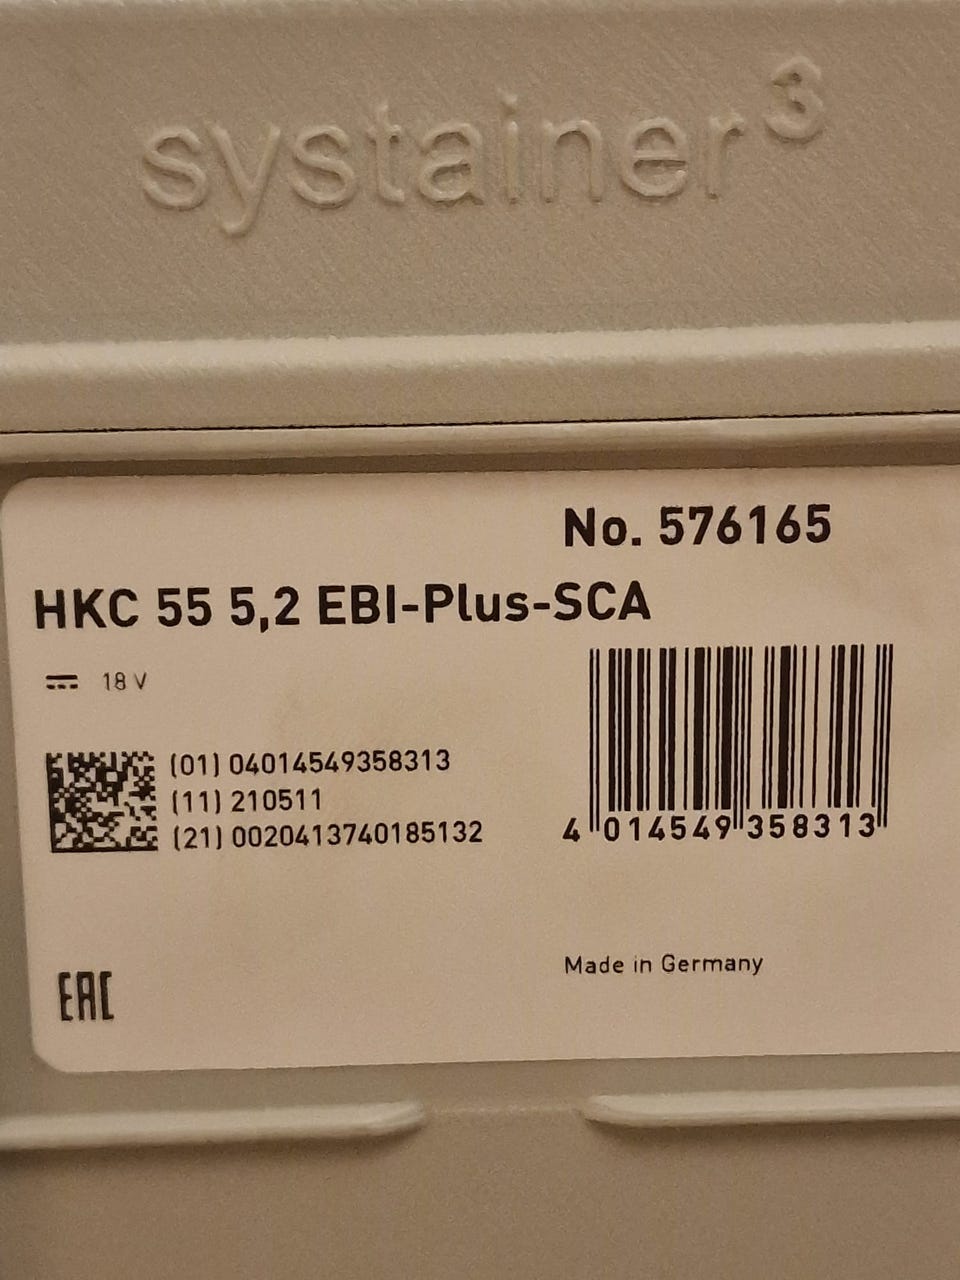 systainer³
No. 576165
HKC 55 5,2 EBI-Plus-SCA
18 V
(01) 04014549358313
(11) 210511
(21) 0020413740185132
4 014549 358313
Made in Germany
EAC